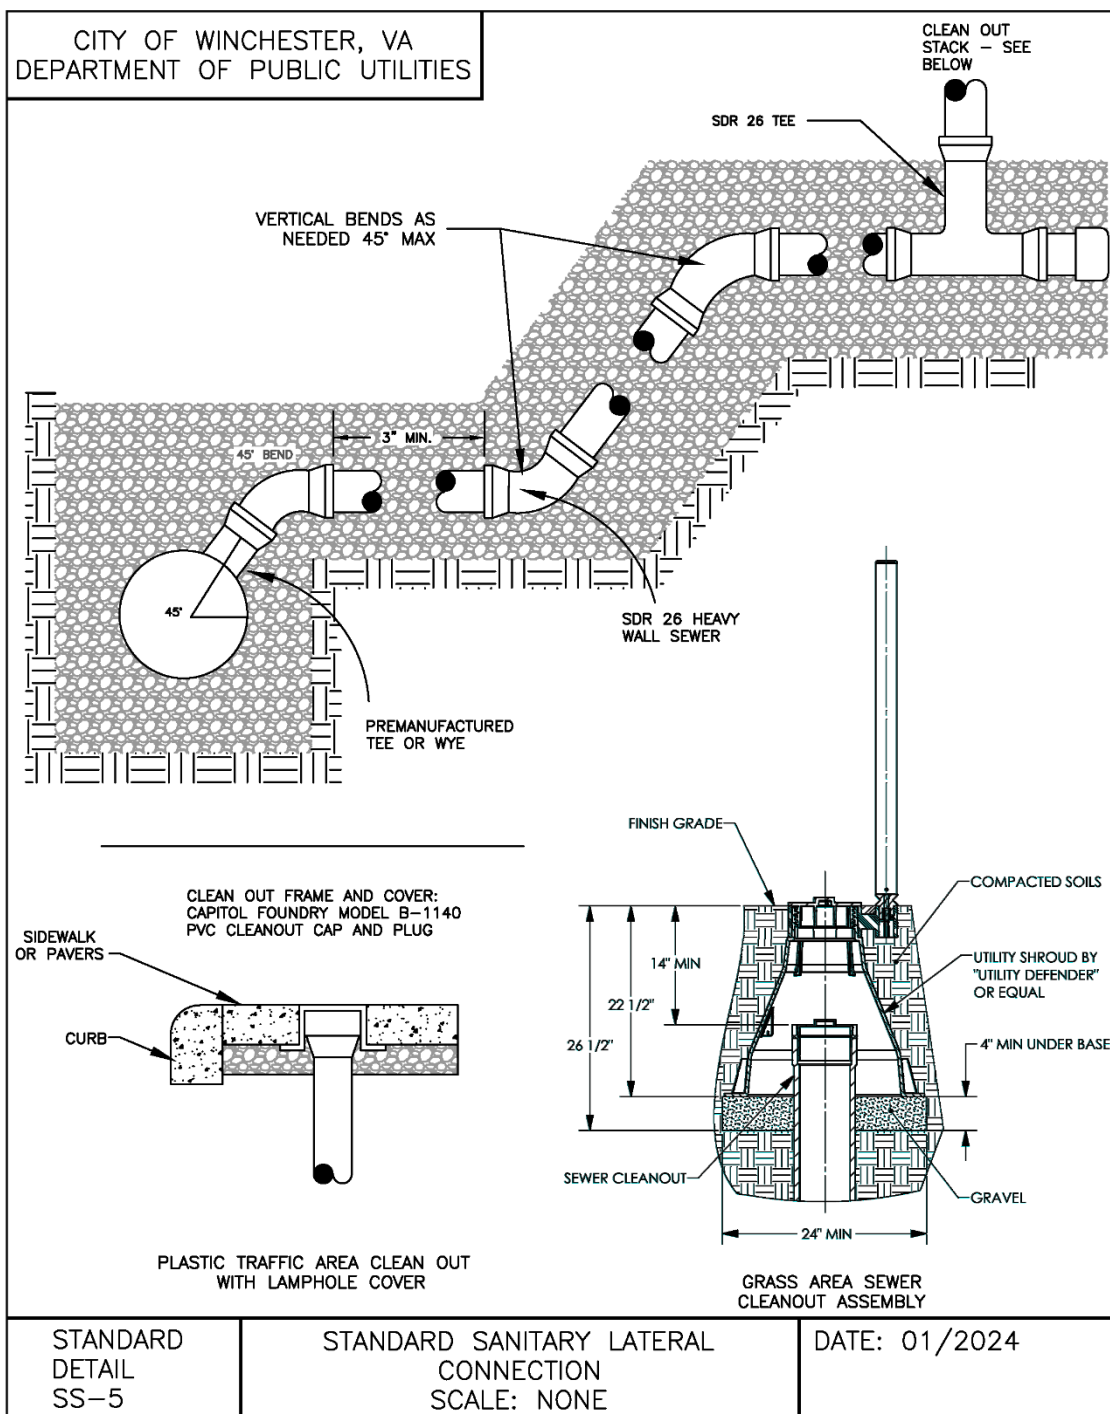 CITY OF WINCHESTER, VA
DEPARTMENT OF PUBLIC UTILITIES
CLEAN OUT
STACK – SEE
BELOW
SDR 26 TEE
VERTICAL BENDS AS
NEEDED 45° MAX
3" MIN.
45° BEND
45°
SDR 26 HEAVY
WALL SEWER
PREMANUFACTURED
TEE OR WYE
CLEAN OUT FRAME AND COVER:
CAPITOL FOUNDRY MODEL B–1140
PVC CLEANOUT CAP AND PLUG
SIDEWALK
OR PAVERS
CURB
PLASTIC TRAFFIC AREA CLEAN OUT
WITH LAMPHOLE COVER
FINISH GRADE
COMPACTED SOILS
14" MIN
UTILITY SHROUD BY
"UTILITY DEFENDER"
OR EQUAL
22 1/2"
26 1/2"
4" MIN UNDER BASE
SEWER CLEANOUT
GRAVEL
24" MIN
GRASS AREA SEWER
CLEANOUT ASSEMBLY
STANDARD
DETAIL
SS–5
STANDARD SANITARY LATERAL
CONNECTION
SCALE: NONE
DATE: 01/2024